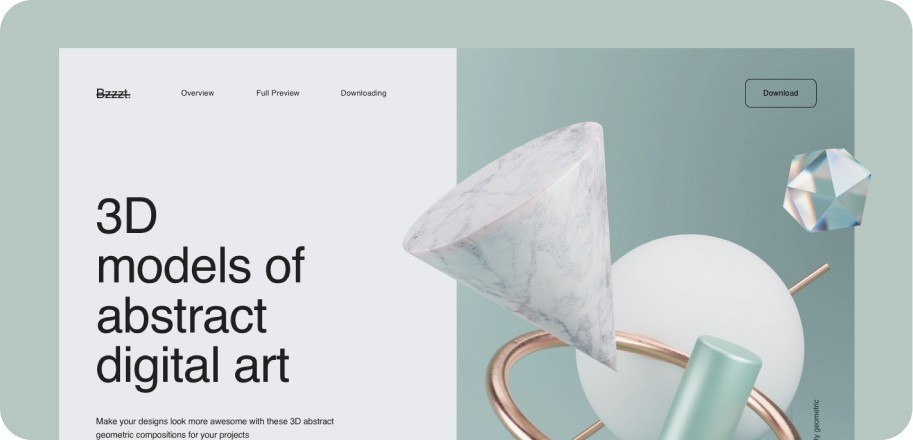 Bzzzt.
Overview
Full Preview
Downloading
Download
3D
models of
abstract
digital art
Make your designs look more awesome with these 3D abstract
geometric compositions for your projects
geometric